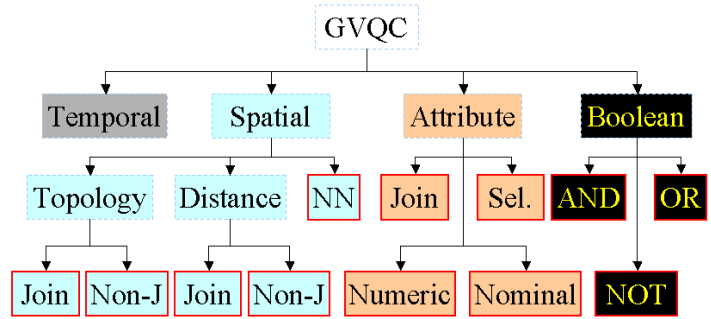 GVQC
Temporal Spatial Attribute Boolean
Topology Distance NN Join Sel. AND OR
Join Non-J Join Non-J Numeric Nominal NOT